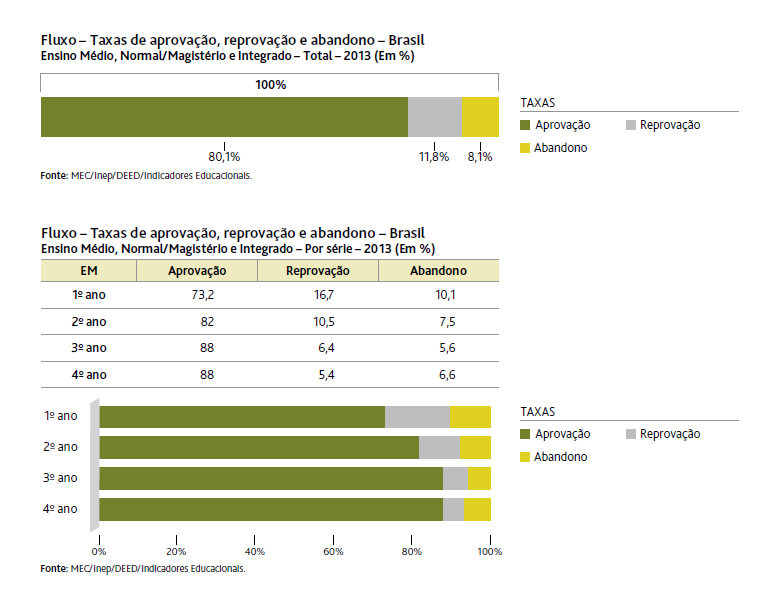 Fluxo – Taxas de aprovação, reprovação e abandono – Brasil
Ensino Médio, Normal/Magistério e Integrado – Total – 2013 (Em %)
100%
TAXAS
Aprovação Reprovação
Abandono
80,1% 11,8% 8,1%
Fonte: MEC/Inep/DEED/Indicadores Educacionais.
Fluxo – Taxas de aprovação, reprovação e abandono – Brasil
Ensino Médio, Normal/Magistério e Integrado – Por série – 2013 (Em %)
EM Aprovação Reprovação Abandono
1º ano 73,2 16,7 10,1
2º ano 82 10,5 7,5
3º ano 88 6,4 5,6
4º ano 88 5,4 6,6
1º ano
2º ano
3º ano
4º ano
TAXAS
Aprovação Reprovação
Abandono
0% 20% 40% 60% 80% 100%
Fonte: MEC/Inep/DEED/Indicadores Educacionais.